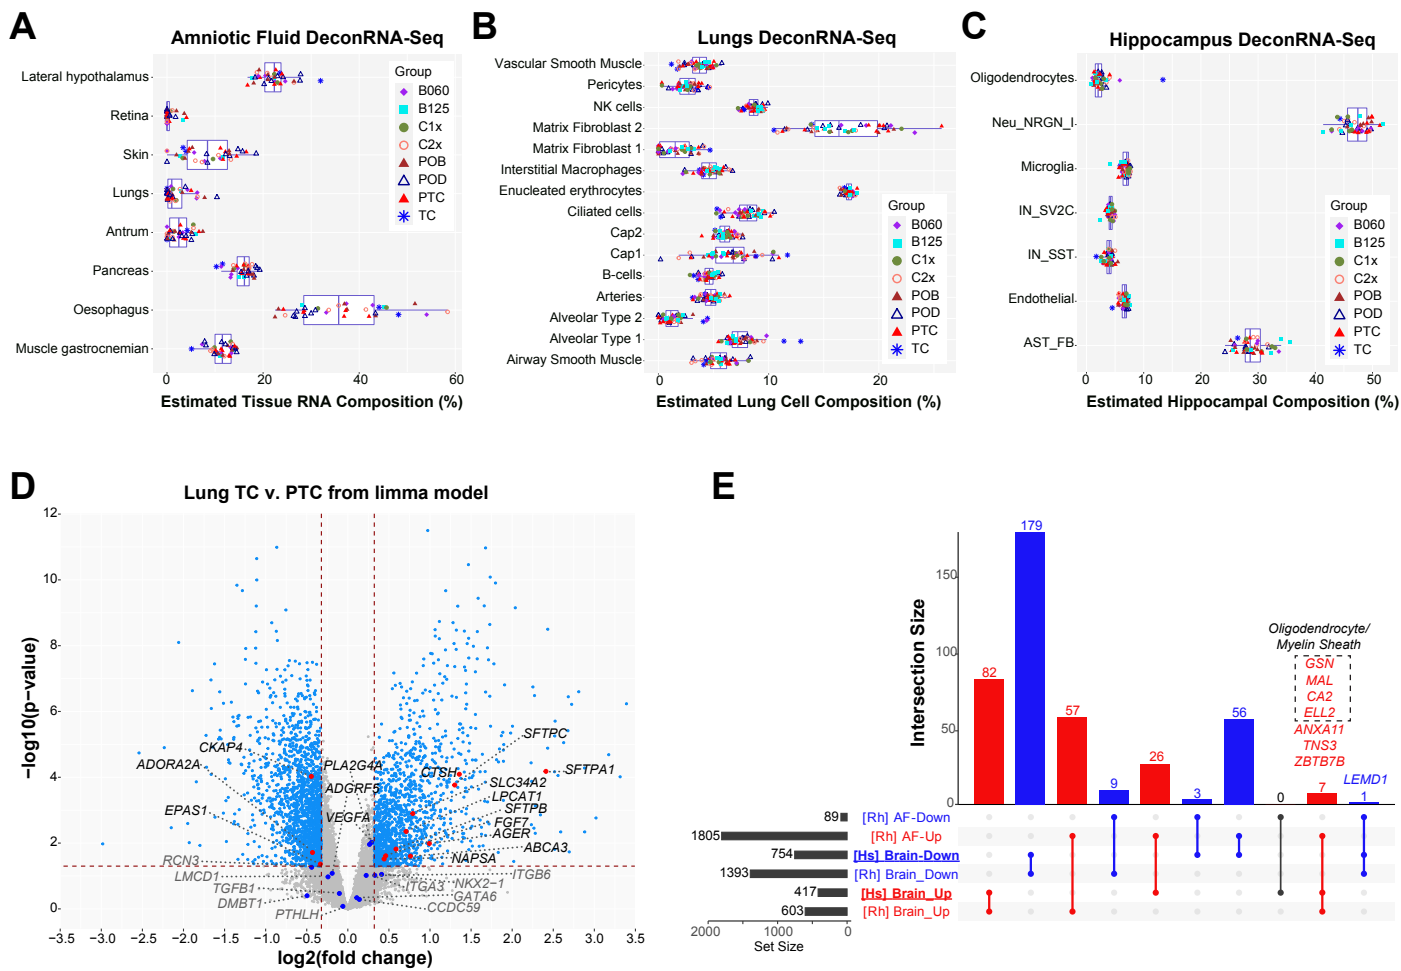 A
Amniotic Fluid DeconRNA-Seq
Lateral hypothalamus
Retina
Skin
Lungs
Antrum
Pancreas
Oesophagus
Muscle gastrocnemian
Group
B060
B125
C1x
C2x
POB
POD
PTC
TC
0 20 40 60
Estimated Tissue RNA Composition (%)
B
Lungs DeconRNA-Seq
Vascular Smooth Muscle
Pericytes
NK cells
Matrix Fibroblast 2
Matrix Fibroblast 1
Interstitial Macrophages
Enucleated erythrocytes
Ciliated cells
Cap2
Cap1
B-cells
Arteries
Alveolar Type 2
Alveolar Type 1
Airway Smooth Muscle
Group
B060
B125
C1x
C2x
POB
POD
PTC
TC
0 10 20
Estimated Lung Cell Composition (%)
C
Hippocampus DeconRNA-Seq
Oligodendrocytes
Neu_NRGN_I
Microglia
IN_SV2C
IN_SST
Endothelial
AST_FB
Group
B060
B125
C1x
C2x
POB
POD
PTC
TC
0 10 20 30 40 50
Estimated Hippocampal Composition (%)
D
Lung TC v. PTC from limma model
−log10(p−value)
12
10
8
6
4
2
0
CKAP4
ADORA2A
EPAS1
RCN3
LMCD1
TGFB1
DMBT1
PTHLH
PLA2G4A
ADGRF5
VEGFA
SFTPC
CTSH
SFTPA1
SLC34A2
LPCAT1
SFTPB
FGF7
AGER
ABCA3
NAPSA
ITGB6
ITGA3
NKX2−1
GATA6
CCDC59
−3.5 −3.0 −2.5 −2.0 −1.5 −1.0 −0.5 0.0 0.5 1.0 1.5 2.0 2.5 3.0 3.5
log2(fold change)
E
Intersection Size
150
100
50
0
82
179
57
9
26
3
56
0
7
1
Oligodendrocyte/
Myelin Sheath
GSN
MAL
CA2
ELL2
ANXA11
TNS3
ZBTB7B
LEMD1
89 [Rh] AF-Down
1805 [Rh] AF-Up
754 [Hs] Brain-Down
1393 [Rh] Brain_Down
417 [Hs] Brain_Up
603 [Rh] Brain_Up
2000 1000 0
Set Size